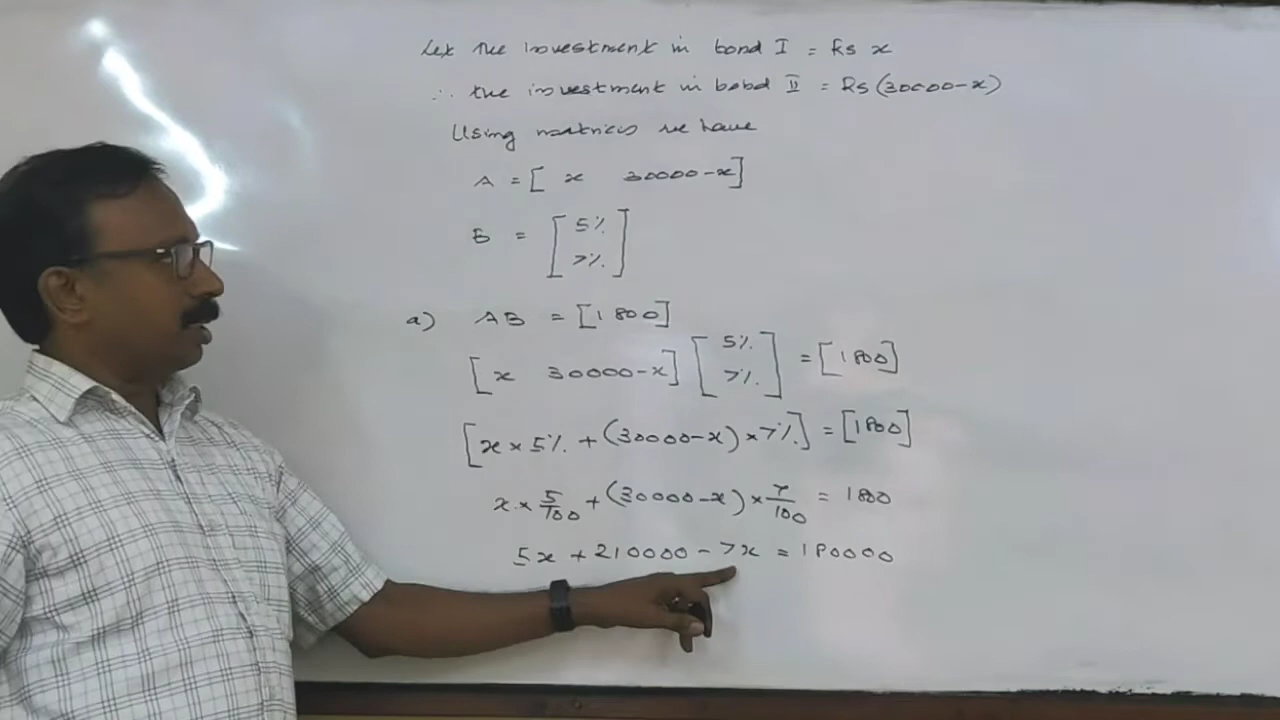 Let the investment in bond I = Rs x
∴ the investment in bobd II = Rs (30000-x)
Using matrices we have
A = [ x 30000-x]
B = [ 5% 
7% ]
a) AB = [1800]
[x 30000-x] [ 5%
7% ] = [1800]
[x × 5% + (30000-x) × 7%] = [1800]
x × 5/100 + (30000-x) × 7/100 = 1800
5x + 210000 - 7x = 180000